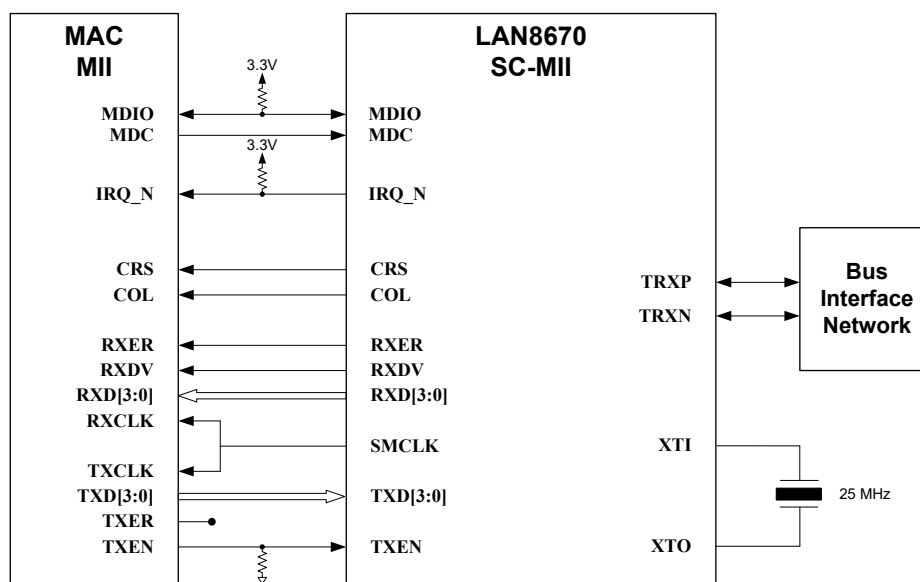 MAC
MII
LAN8670
SC-MII
3.3V
MDIO
MDIO
MDC
MDC
3.3V
IRQ_N
IRQ_N
CRS
CRS
COL
COL
TRXP
TRXN
Bus
Interface
Network
RXER
RXER
RXDV
RXDV
RXD[3:0]
RXD[3:0]
RXCLK
SMCLK
XTI
TXCLK
TXD[3:0]
TXD[3:0]
25 MHz
TXER
TXEN
TXEN
XTO